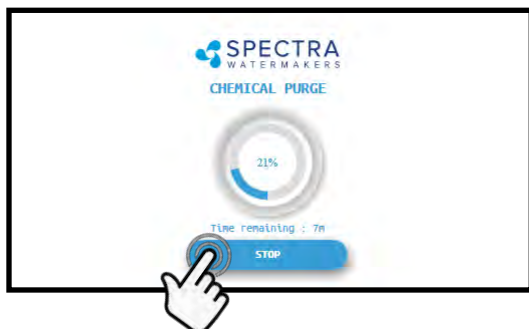 SPECTRA
WATERMAKERS
CHEMICAL PURGE
21%
Time remaining : 7m
STOP